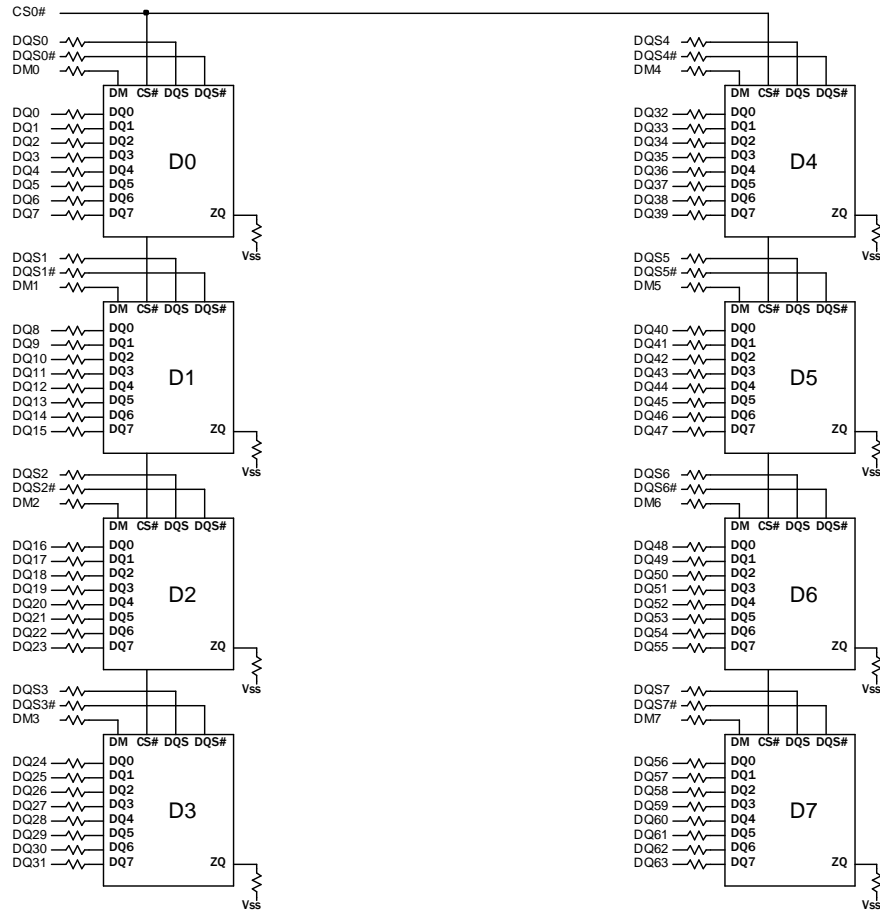 CS0#
DQS0
DQS0#
DM0
DM CS# DQS DQS#
DQ0 DQ0
DQ1 DQ1
DQ2 DQ2
DQ3 DQ3
DQ4 DQ4
DQ5 DQ5
DQ6 DQ6
DQ7 DQ7
D0
ZQ
Vss
DQS1
DQS1#
DM1
DM CS# DQS DQS#
DQ8 DQ0
DQ9 DQ1
DQ10 DQ2
DQ11 DQ3
DQ12 DQ4
DQ13 DQ5
DQ14 DQ6
DQ15 DQ7
D1
ZQ
Vss
DQS2
DQS2#
DM2
DM CS# DQS DQS#
DQ16 DQ0
DQ17 DQ1
DQ18 DQ2
DQ19 DQ3
DQ20 DQ4
DQ21 DQ5
DQ22 DQ6
DQ23 DQ7
D2
ZQ
Vss
DQS3
DQS3#
DM3
DM CS# DQS DQS#
DQ24 DQ0
DQ25 DQ1
DQ26 DQ2
DQ27 DQ3
DQ28 DQ4
DQ29 DQ5
DQ30 DQ6
DQ31 DQ7
D3
ZQ
Vss
DQS4
DQS4#
DM4
DM CS# DQS DQS#
DQ32 DQ0
DQ33 DQ1
DQ34 DQ2
DQ35 DQ3
DQ36 DQ4
DQ37 DQ5
DQ38 DQ6
DQ39 DQ7
D4
ZQ
Vss
DQS5
DQS5#
DM5
DM CS# DQS DQS#
DQ40 DQ0
DQ41 DQ1
DQ42 DQ2
DQ43 DQ3
DQ44 DQ4
DQ45 DQ5
DQ46 DQ6
DQ47 DQ7
D5
ZQ
Vss
DQS6
DQS6#
DM6
DM CS# DQS DQS#
DQ48 DQ0
DQ49 DQ1
DQ50 DQ2
DQ51 DQ3
DQ52 DQ4
DQ53 DQ5
DQ54 DQ6
DQ55 DQ7
D6
ZQ
Vss
DQS7
DQS7#
DM7
DM CS# DQS DQS#
DQ56 DQ0
DQ57 DQ1
DQ58 DQ2
DQ59 DQ3
DQ60 DQ4
DQ61 DQ5
DQ62 DQ6
DQ63 DQ7
D7
ZQ
Vss